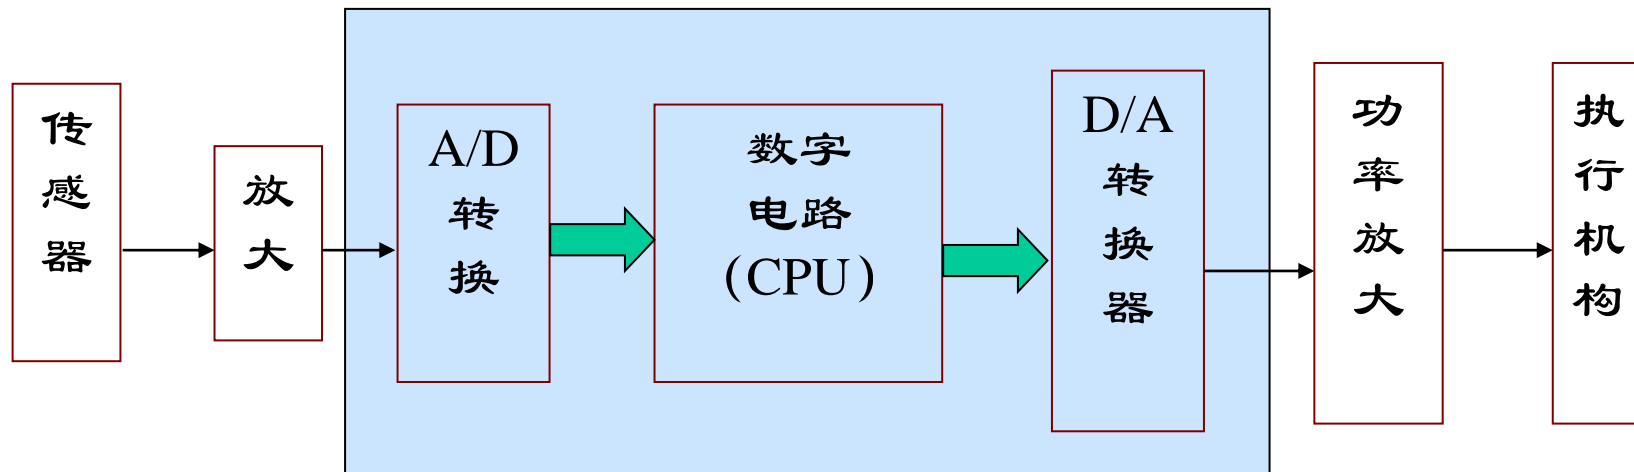 传
感
器
放
大
A/D
转
换
数字
电路
(CPU)
D/A
转
换
器
功
率
放
大
执
行
机
构